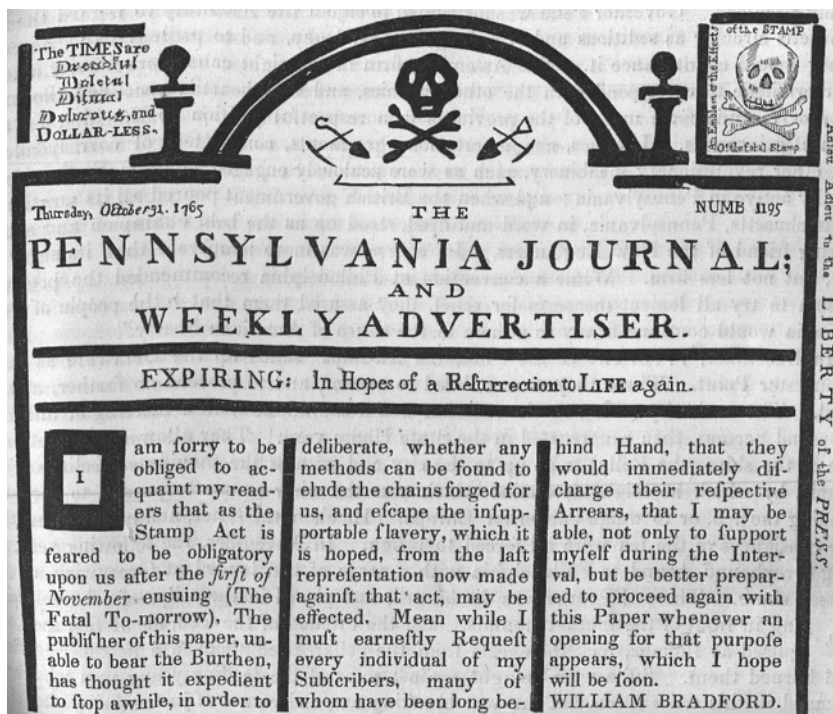 The TIMES are
Dreadful
Doleful
Diſmal
Dolorous, and
DOLLAR-LESS.
An Emblem of the Effects
of the STAMP
O! the fatal Stamp
Adieu Adieu to the LIBERTY of the PRESS
Thurſday, October 31. 1765
THE
NUMB 1195
PENNSYLVANIA JOURNAL;
AND
WEEKLY ADVERTISER.
EXPIRING: In Hopes of a Reſurrection to LIFE again.
I am ſorry to be
obliged to ac-
quaint my read-
ers that as the
Stamp Act is
feared to be obligatory
upon us after the firſt of
November enſuing (The
Fatal To-morrow), The
publiſher of this paper, un-
able to bear the Burthen,
has thought it expedient
to ſtop awhile, in order to
deliberate, whether any
methods can be found to
elude the chains forged for
us, and eſcape the inſup-
portable ſlavery, which it
is hoped, from the laſt
repreſentation now made
againſt that act, may be
effected. Mean while I
muſt earneſtly Requeſt
every individual of my
Subſcribers, many of
whom have been long be-
hind Hand, that they
would immediately diſ-
charge their reſpective
Arrears, that I may be
able, not only to ſupport
myſelf during the Inter-
val, but be better prepar-
ed to proceed again with
this Paper whenever an
opening for that purpoſe
appears, which I hope
will be ſoon.
WILLIAM BRADFORD.